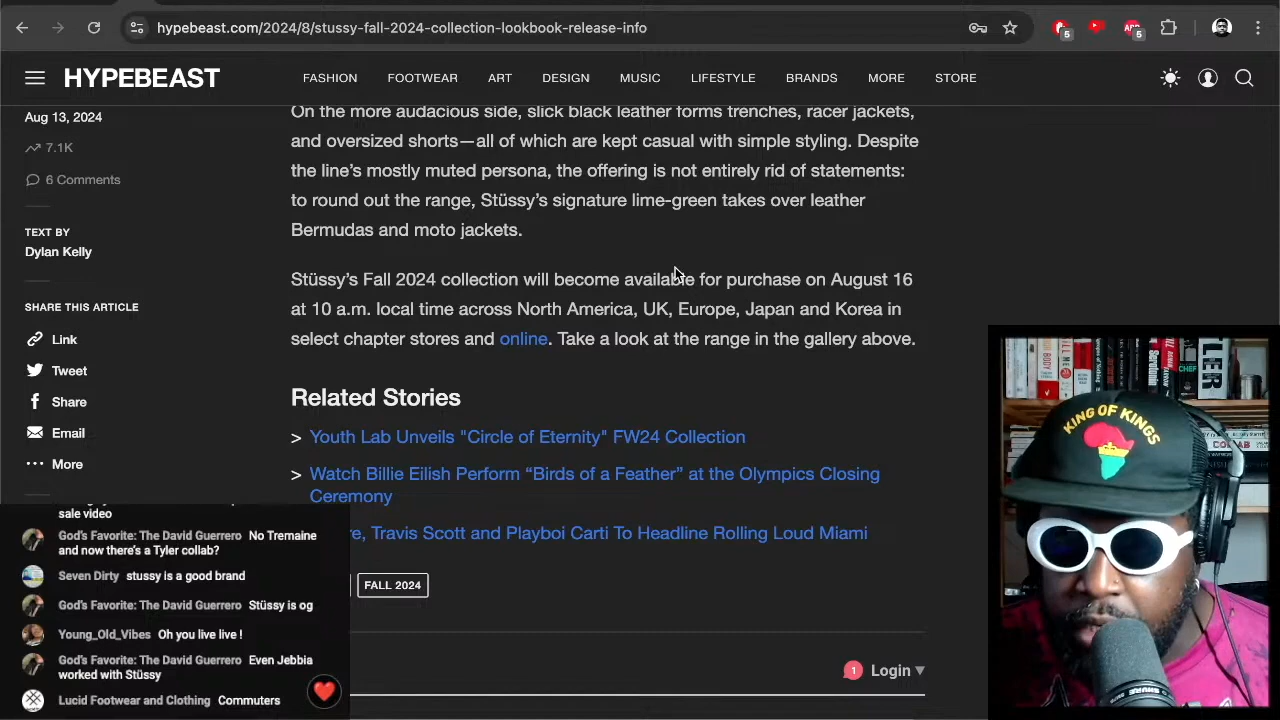 hypebeast.com/2024/8/stussy-fall-2024-collection-lookbook-release-info
5
5
HYPEBEAST
FASHION FOOTWEAR ART DESIGN MUSIC LIFESTYLE BRANDS MORE STORE
Aug 13, 2024
7.1K
6 Comments
TEXT BY
Dylan Kelly
SHARE THIS ARTICLE
Link
Tweet
Share
Email
More
On the more audacious side, slick black leather forms trenches, racer jackets,
and oversized shorts—all of which are kept casual with simple styling. Despite
the line's mostly muted persona, the offering is not entirely rid of statements:
to round out the range, Stüssy's signature lime-green takes over leather
Bermudas and moto jackets.
Stüssy's Fall 2024 collection will become available for purchase on August 16
at 10 a.m. local time across North America, UK, Europe, Japan and Korea in
select chapter stores and online. Take a look at the range in the gallery above.
Related Stories
> Youth Lab Unveils "Circle of Eternity" FW24 Collection
> Watch Billie Eilish Perform “Birds of a Feather” at the Olympics Closing
Ceremony
re, Travis Scott and Playboi Carti To Headline Rolling Loud Miami
FALL 2024
1 Login
sale video
God's Favorite: The David Guerrero No Tremaine
and now there's a Tyler collab?
Seven Dirty stussy is a good brand
God's Favorite: The David Guerrero Stüssy is og
Young_Old_Vibes Oh you live live !
God's Favorite: The David Guerrero Even Jebbia
worked with Stüssy
Lucid Footwear and Clothing Commuters
KING OF KINGS
SHURE